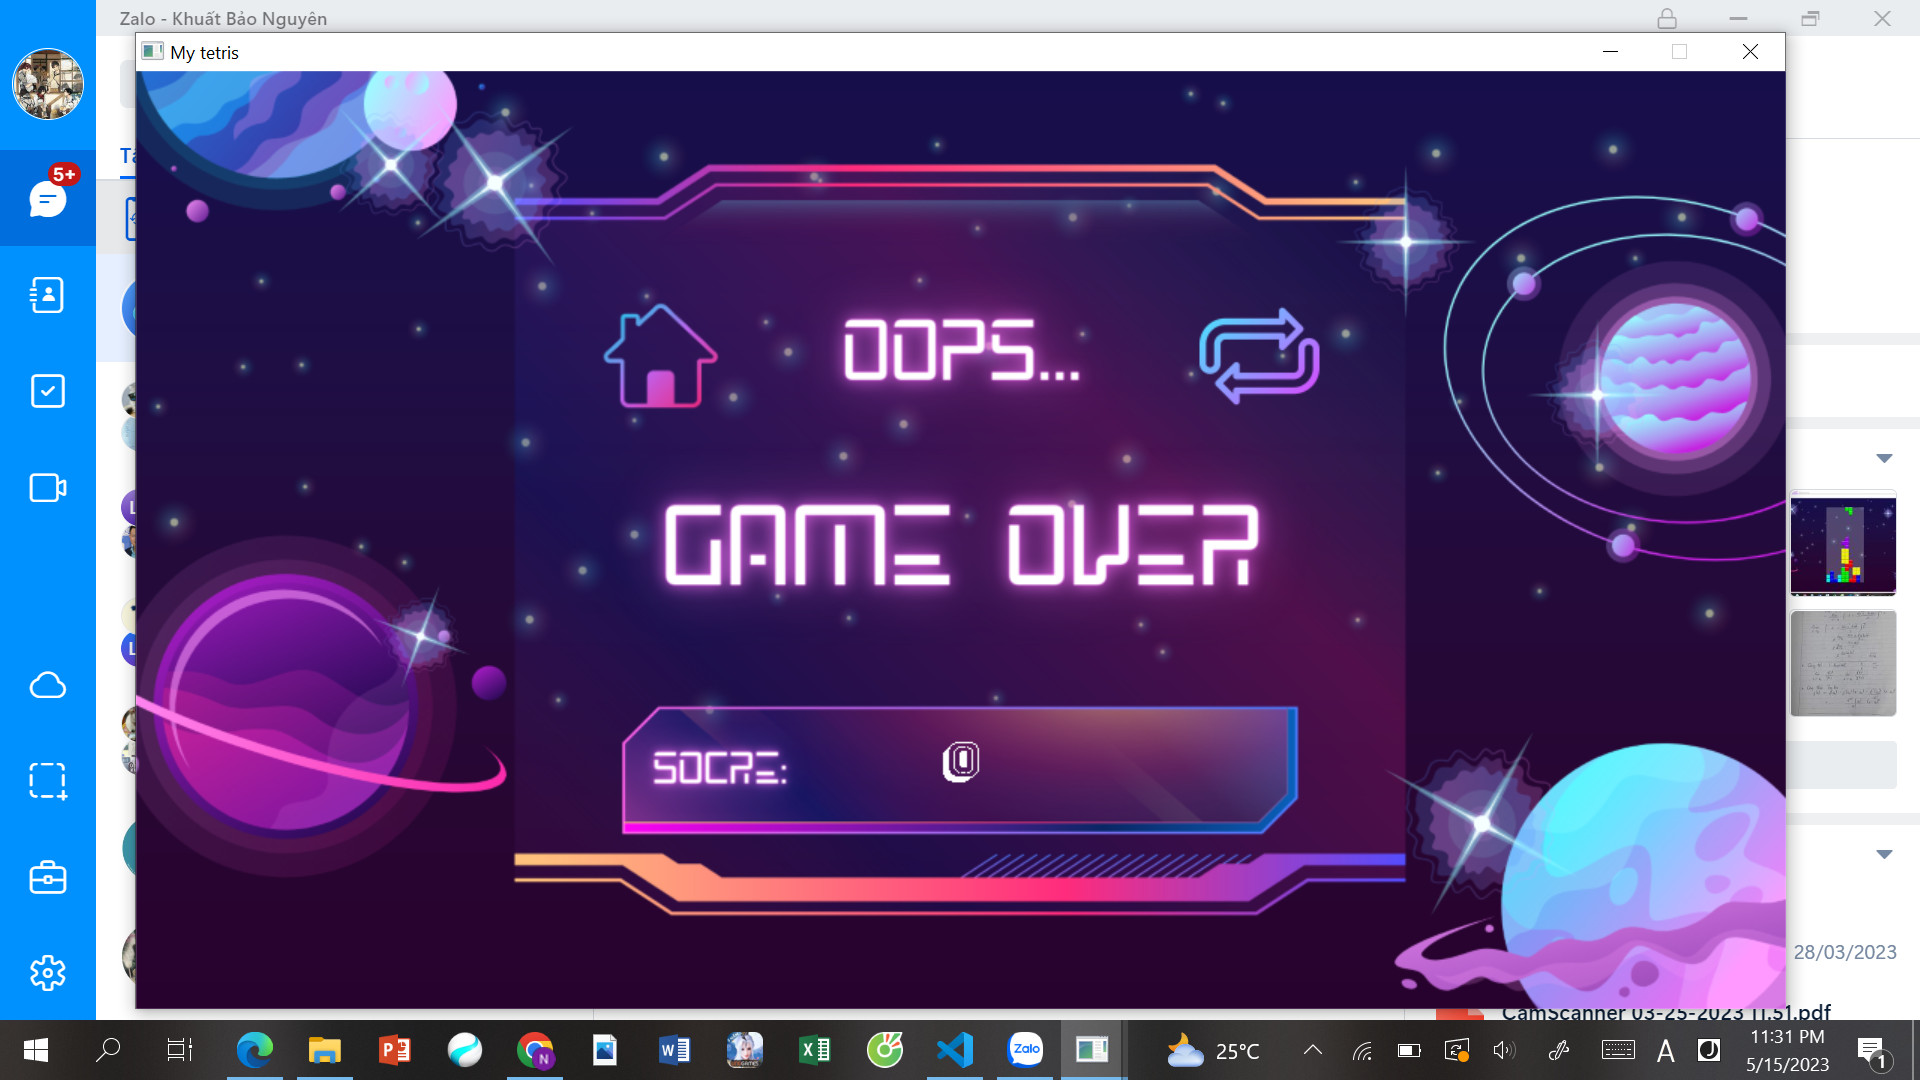 Zalo - Khuất Bảo Nguyên
My tetris
5+
OOPS...
GAME OVER
SOCRE:
0
28/03/2023
CamScanner 03-25-2023 11.51.pdf
Zalo
25°C
A
11:31 PM
5/15/2023
1